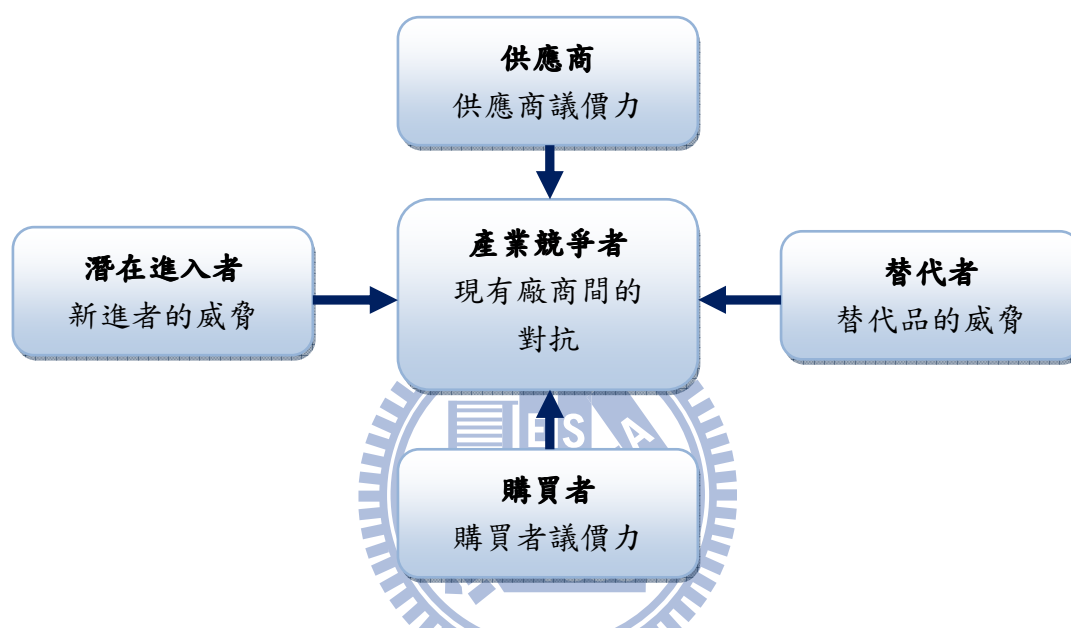 供應商
供應商議價力
潛在進入者
新進者的威脅
產業競爭者
現有廠商間的
對抗
替代者
替代品的威脅
E S A
購買者
購買者議價力